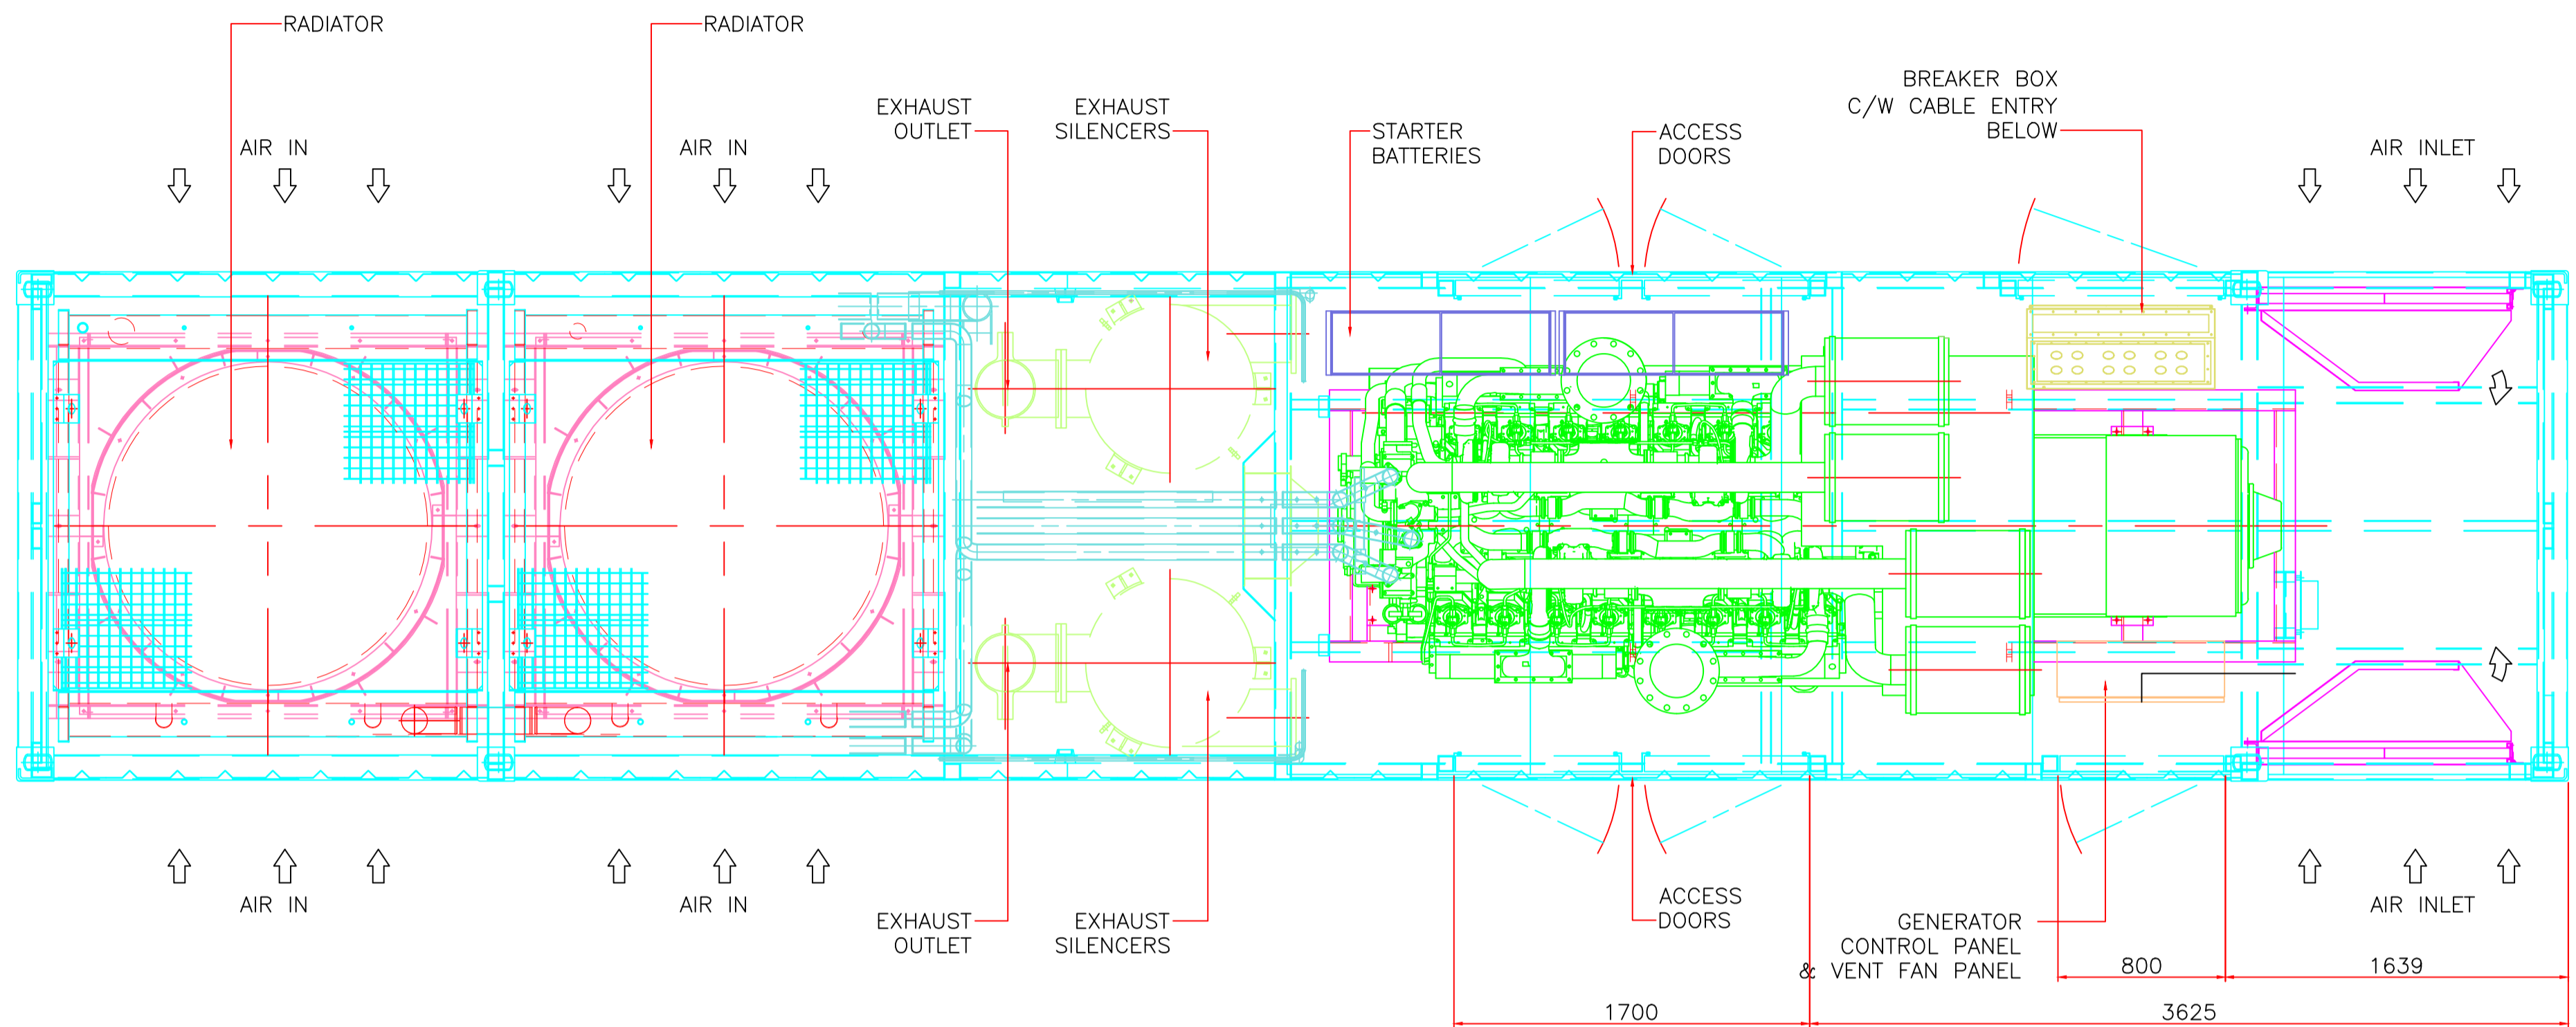 RADIATOR
RADIATOR
BREAKER BOX
C/W CABLE ENTRY
BELOW
EXHAUST
OUTLET
EXHAUST
SILENCERS
STARTER
BATTERIES
ACCESS
DOORS
AIR IN
AIR IN
AIR INLET
AIR IN
AIR IN
AIR INLET
EXHAUST
OUTLET
EXHAUST
SILENCERS
ACCESS
DOORS
GENERATOR
CONTROL PANEL
& VENT FAN PANEL
800
1639
1700
3625